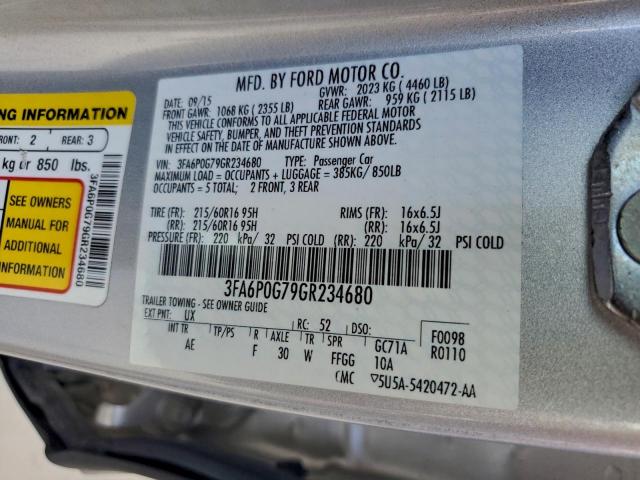 MFD. BY FORD MOTOR CO.
DATE: 09/15 GVWR: 2023 KG ( 4460 LB)
FRONT GAWR: 1068 KG ( 2355 LB) REAR GAWR: 959 KG ( 2115 LB)
THIS VEHICLE CONFORMS TO ALL APPLICABLE FEDERAL MOTOR VEHICLE
SAFETY, BUMPER, AND THEFT PREVENTION STANDARDS IN EFFECT ON THE
DATE OF MANUFACTURE SHOWN ABOVE.
VIN: 3FA6P0G79GR234680 TYPE: Passenger Car
MAXIMUM LOAD = OCCUPANTS + LUGGAGE = 385KG/ 850LB
OCCUPANTS = 5 TOTAL; 2 FRONT, 3 REAR
TIRE (FR): 215/60R16 95H RIMS (FR): 16x6.5J
(RR): 215/60R16 95H (RR): 16x6.5J
PRESSURE (FR): 220 kPa/ 32 PSI COLD (RR): 220 kPa/ 32 PSI COLD
3FA6P0G79GR234680
TRAILER TOWING - SEE OWNER GUIDE
EXT PNT: UX RC: 52 DSO: F0098
INT TR TP/PS R AXLE TR SPR GC71A R0110
AE F 30 W FFGG 10A
CMC 5U5A-5420472-AA
NG INFORMATION
RONT: 2 REAR: 3
kg or 850 lbs.
SEE OWNERS
MANUAL FOR
ADDITIONAL
INFORMATION
3FA6P0G79GR234680